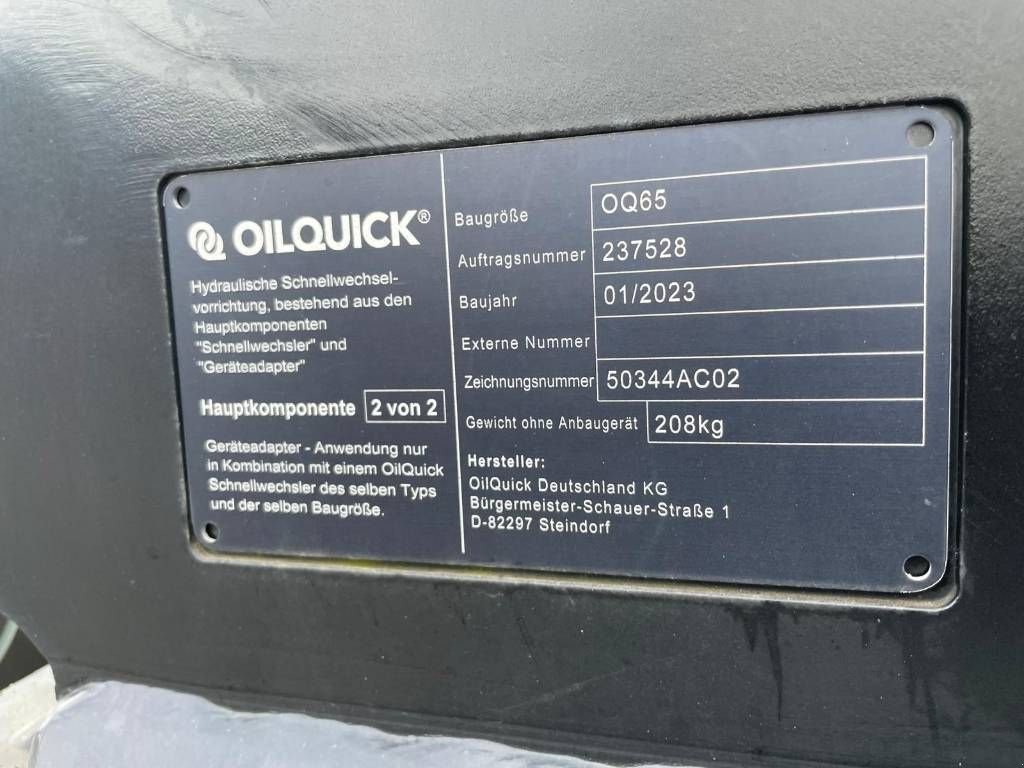 OILQUICK®
Hydraulische Schnellwechsel-
vorrichtung, bestehend aus den
Hauptkomponenten
"Schnellwechsler" und
"Geräteadapter"
Hauptkomponente 2 von 2
Geräteadapter - Anwendung nur
in Kombination mit einem OilQuick
Schnellwechsler des selben Typs
und der selben Baugröße.
Baugröße OQ65
Auftragsnummer 237528
Baujahr 01/2023
Externe Nummer
Zeichnungsnummer 50344AC02
Gewicht ohne Anbaugerät 208kg
Hersteller:
OilQuick Deutschland KG
Bürgermeister-Schauer-Straße 1
D-82297 Steindorf